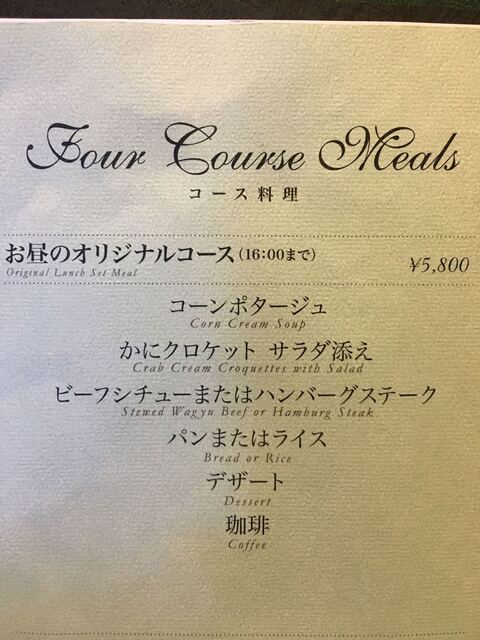 Four Course Meals
コース料理
お昼のオリジナルコース(16:00まで) ¥5,800
Original Lunch Set Meal
コーンポタージュ
Corn Cream Soup
かにクロケット サラダ添え
Crab Cream Croquettes with Salad
ビーフシチューまたはハンバーグステーク
Stewed Wagyu Beef or Hamburg Steak
パンまたはライス
Bread or Rice
デザート
Dessert
珈琲
Coffee